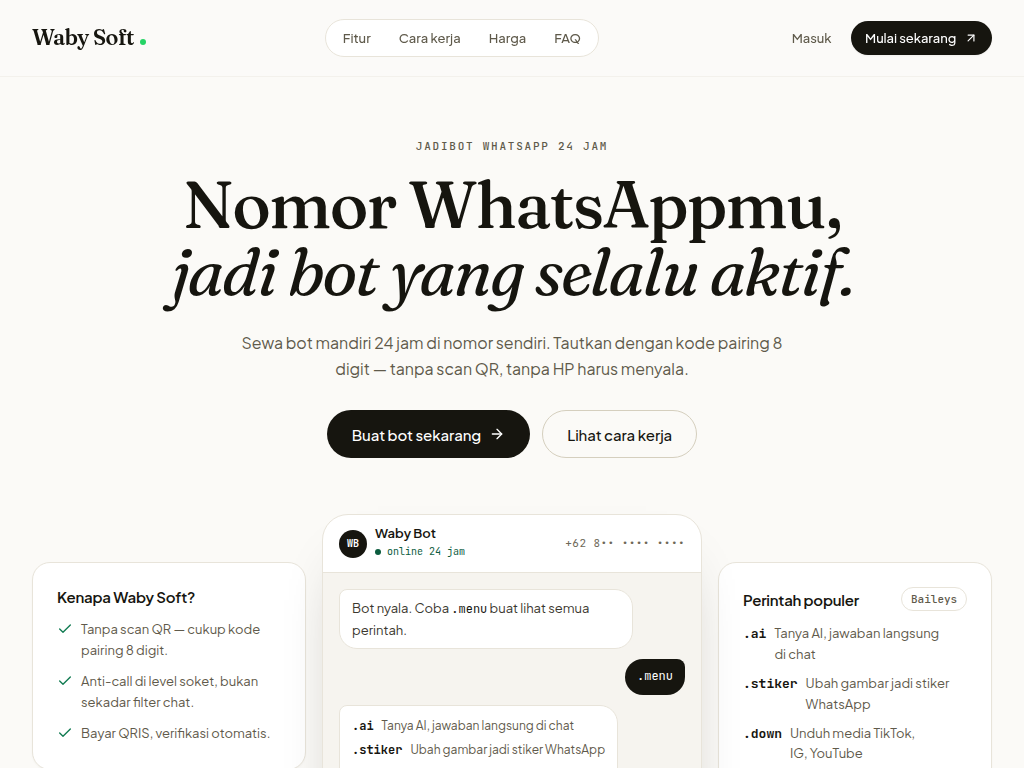 Waby Soft
Fitur
Cara kerja
Harga
FAQ
Masuk
Mulai sekarang
JADIBOT WHATSAPP 24 JAM
Nomor WhatsAppmu,
jadi bot yang selalu aktif.
Sewa bot mandiri 24 jam di nomor sendiri. Tautkan dengan kode pairing 8
digit — tanpa scan QR, tanpa HP harus menyala.
Buat bot sekarang
Lihat cara kerja
Kenapa Waby Soft?
Tanpa scan QR — cukup kode
pairing 8 digit.
Anti-call di level soket, bukan
sekadar filter chat.
Bayar QRIS, verifikasi otomatis.
WB
Waby Bot
online 24 jam
+62 8•• •••• ••••
Bot nyala. Coba .menu buat lihat semua
perintah.
.menu
.ai Tanya AI, jawaban langsung di chat
.stiker Ubah gambar jadi stiker WhatsApp
Perintah populer
Baileys
.ai Tanya AI, jawaban langsung
di chat
.stiker Ubah gambar jadi stiker
WhatsApp
.down Unduh media TikTok,
IG, YouTube